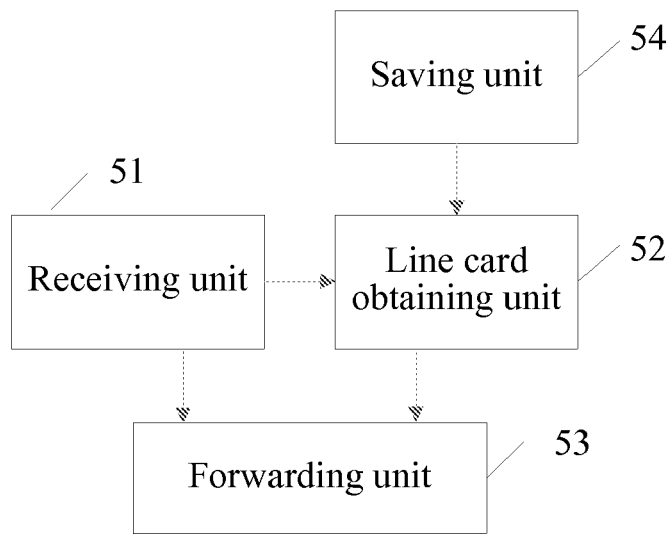 54
Saving unit
51
Receiving unit
Line card
obtaining unit
52
Forwarding unit
53